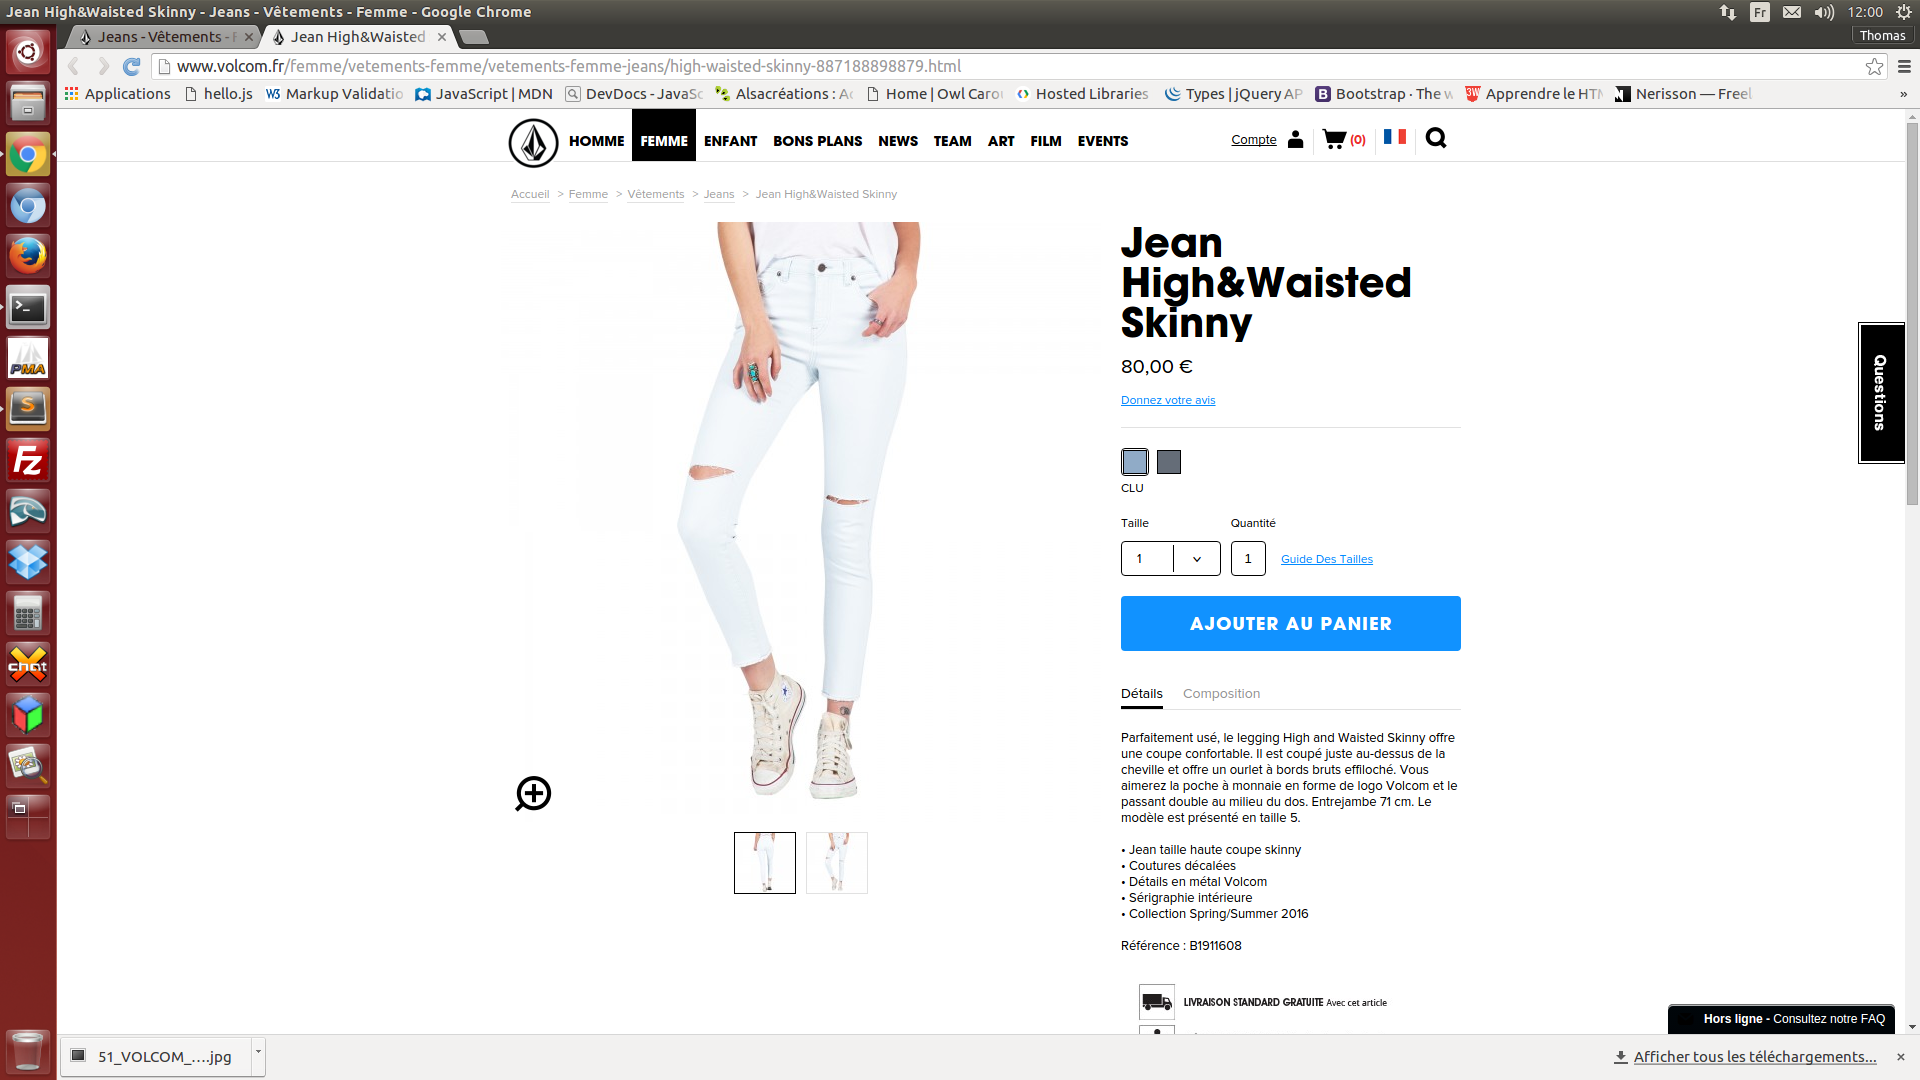 Jean High&Waisted Skinny - Jeans - Vêtements - Femme - Google Chrome
Fr
12:00
Jeans - Vêtements - F
Jean High&Waisted
Thomas
www.volcom.fr/femme/vetements-femme/vetements-femme-jeans/high-waisted-skinny-887188898879.html
Applications
hello.js
W3 Markup Validatio
JavaScript | MDN
DevDocs - JavaSc
Alsacréations : Ac
Home | Owl Carou
Hosted Libraries
Types | jQuery AP
B Bootstrap · The w
3W Apprendre le HTM
Nerisson — Freel
»
HOMME
FEMME
ENFANT
BONS PLANS
NEWS
TEAM
ART
FILM
EVENTS
Compte
(0)
Accueil > Femme > Vêtements > Jeans > Jean High&Waisted Skinny
Jean
High&Waisted
Skinny
80,00 €
Donnez votre avis
CLU
Taille
Quantité
1
1
Guide Des Tailles
AJOUTER AU PANIER
Détails
Composition
Parfaitement usé, le legging High and Waisted Skinny offre
une coupe confortable. Il est coupé juste au-dessus de la
cheville et offre un ourlet à bords bruts effiloché. Vous
aimerez la poche à monnaie en forme de logo Volcom et le
passant double au milieu du dos. Entrejambe 71 cm. Le
modèle est présenté en taille 5.
• Jean taille haute coupe skinny
• Coutures décalées
• Détails en métal Volcom
• Sérigraphie intérieure
• Collection Spring/Summer 2016
Référence : B1911608
LIVRAISON STANDARD GRATUITE Avec cet article
Questions
Hors ligne - Consultez notre FAQ
PMA
S
FZ
X
chat
51_VOLCOM_....jpg
Afficher tous les téléchargements...